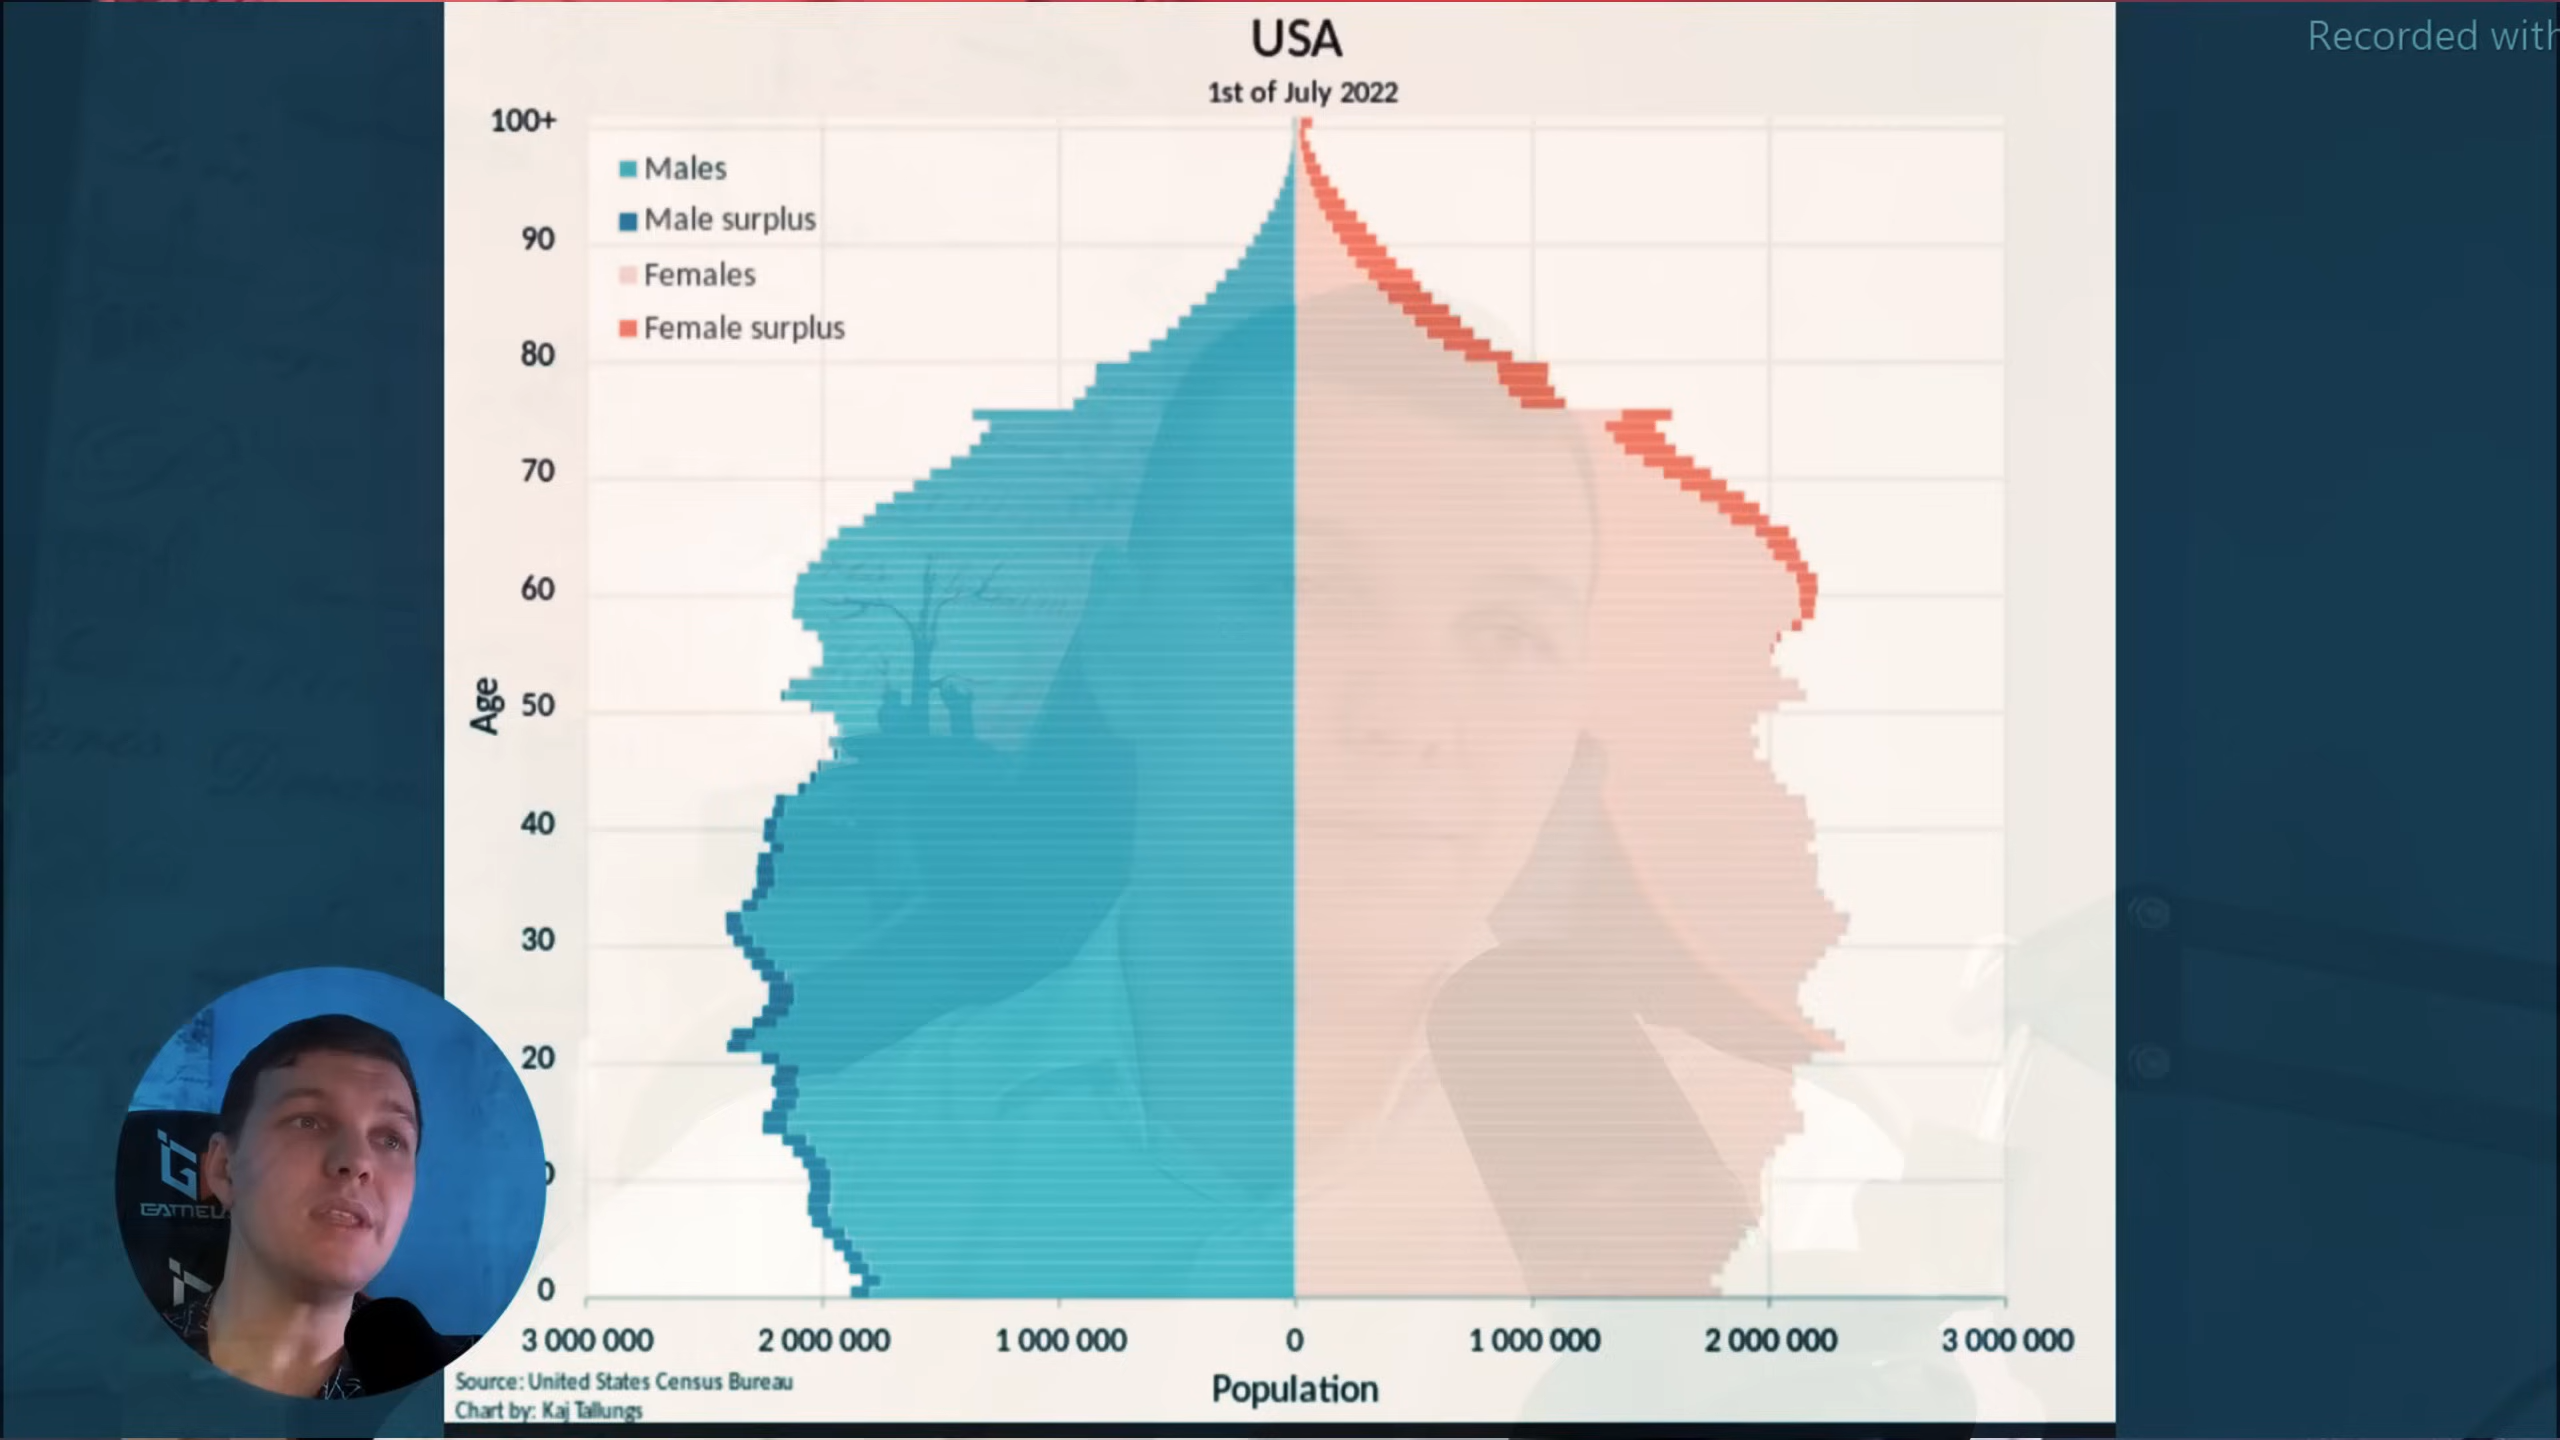 USA
Recorded with
1st of July 2022
100+
Males
Male surplus
90
Females
Female surplus
80
70
60
Age
50
40
30
20
0
3 000 000
2 000 000
1 000 000
0
1 000 000
2 000 000
3 000 000
Source: United States Census Bureau
Population
Chart by: Kaj Tallungs